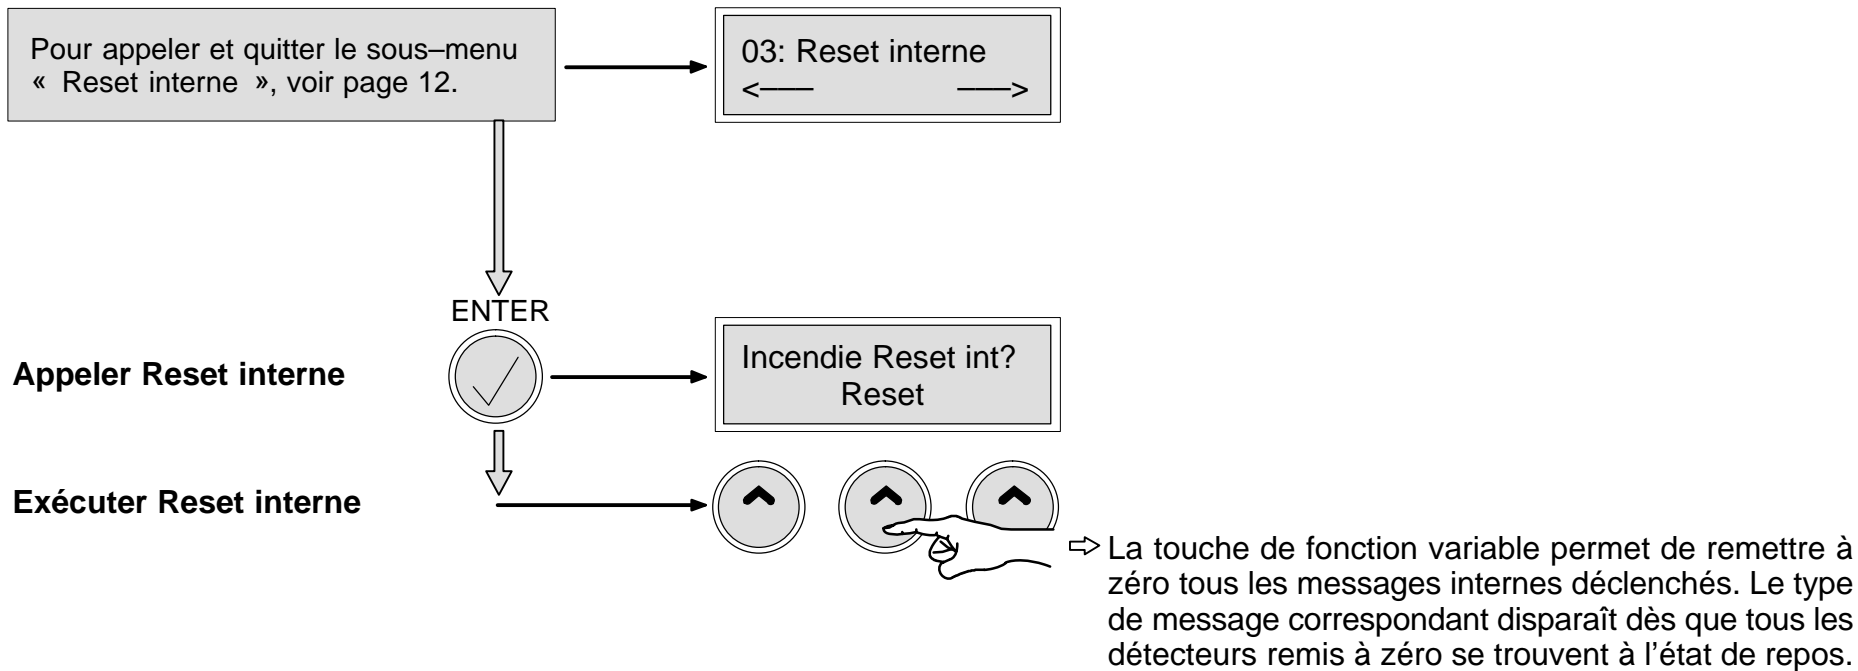 Pour appeler et quitter le sous–menu
« Reset interne », voir page 12.
03: Reset interne
<––– –––>
ENTER
Appeler Reset interne
Incendie Reset int?
Reset
Exécuter Reset interne
⇨ La touche de fonction variable permet de remettre à
zéro tous les messages internes déclenchés. Le type
de message correspondant disparaît dès que tous les
détecteurs remis à zéro se trouvent à l’état de repos.